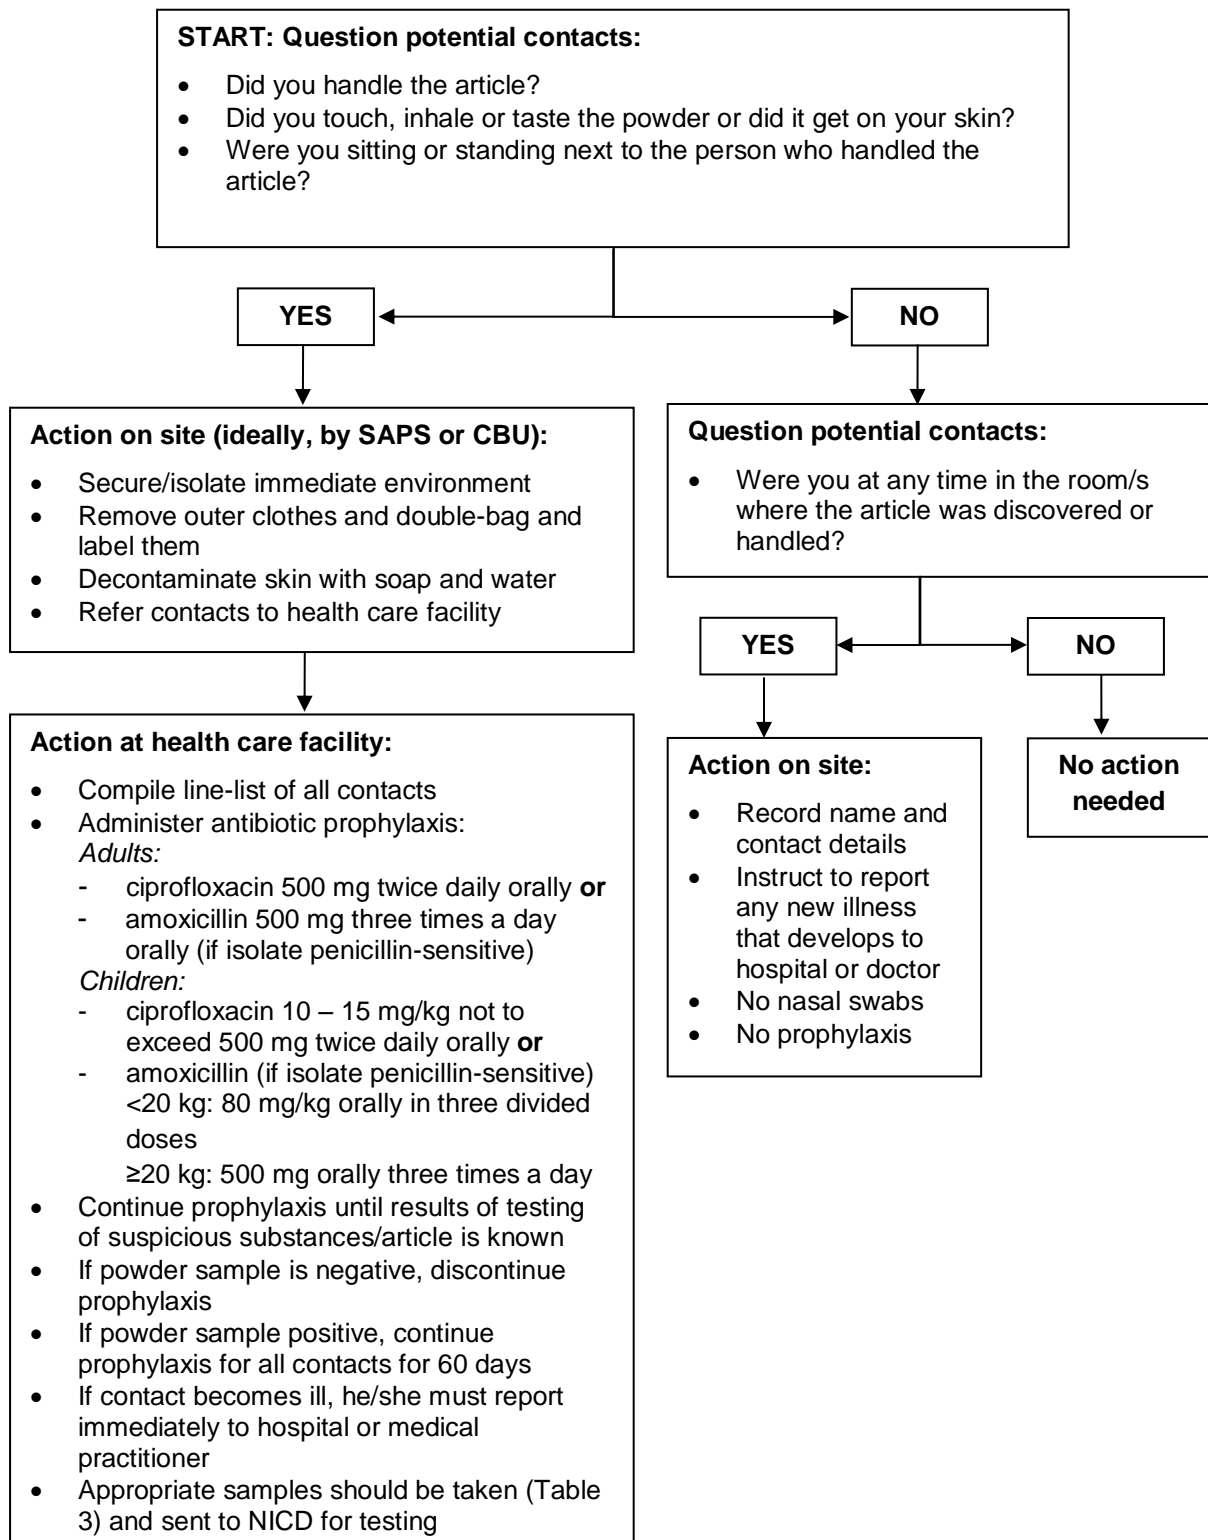 START: Question potential contacts:
• Did you handle the article?
• Did you touch, inhale or taste the powder or did it get on your skin?
• Were you sitting or standing next to the person who handled the
article?
YES
NO
Action on site (ideally, by SAPS or CBU):
• Secure/isolate immediate environment
• Remove outer clothes and double-bag and
label them
• Decontaminate skin with soap and water
• Refer contacts to health care facility
Question potential contacts:
• Were you at any time in the room/s
where the article was discovered or
handled?
YES
NO
Action at health care facility:
• Compile line-list of all contacts
• Administer antibiotic prophylaxis:
Adults:
- ciprofloxacin 500 mg twice daily orally or
- amoxicillin 500 mg three times a day
orally (if isolate penicillin-sensitive)
Children:
- ciprofloxacin 10 – 15 mg/kg not to
exceed 500 mg twice daily orally or
- amoxicillin (if isolate penicillin-sensitive)
<20 kg: 80 mg/kg orally in three divided
doses
≥20 kg: 500 mg orally three times a day
• Continue prophylaxis until results of testing
of suspicious substances/article is known
• If powder sample is negative, discontinue
prophylaxis
• If powder sample positive, continue
prophylaxis for all contacts for 60 days
• If contact becomes ill, he/she must report
immediately to hospital or medical
practitioner
• Appropriate samples should be taken (Table
3) and sent to NICD for testing
Action on site:
• Record name and
contact details
• Instruct to report
any new illness
that develops to
hospital or doctor
• No nasal swabs
• No prophylaxis
No action
needed